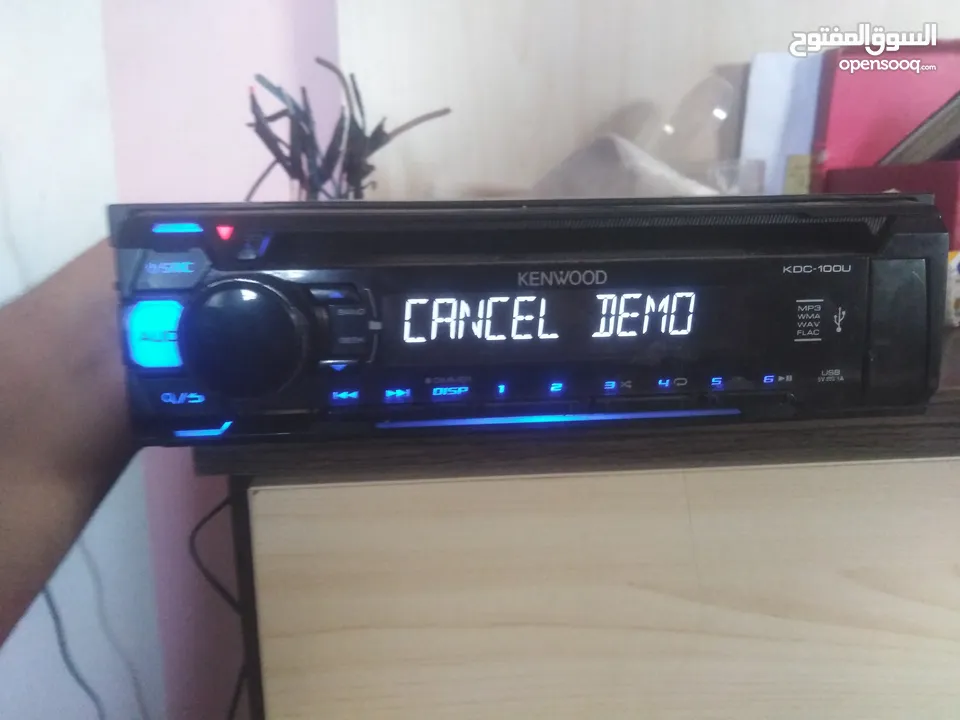 السوق المفتوح
opensooq.com
KENWOOD
KDC-100U
CANCEL DEMO
MP3
WMA
WAV
FLAC
USB
DISP 1 2 3 4 5 6